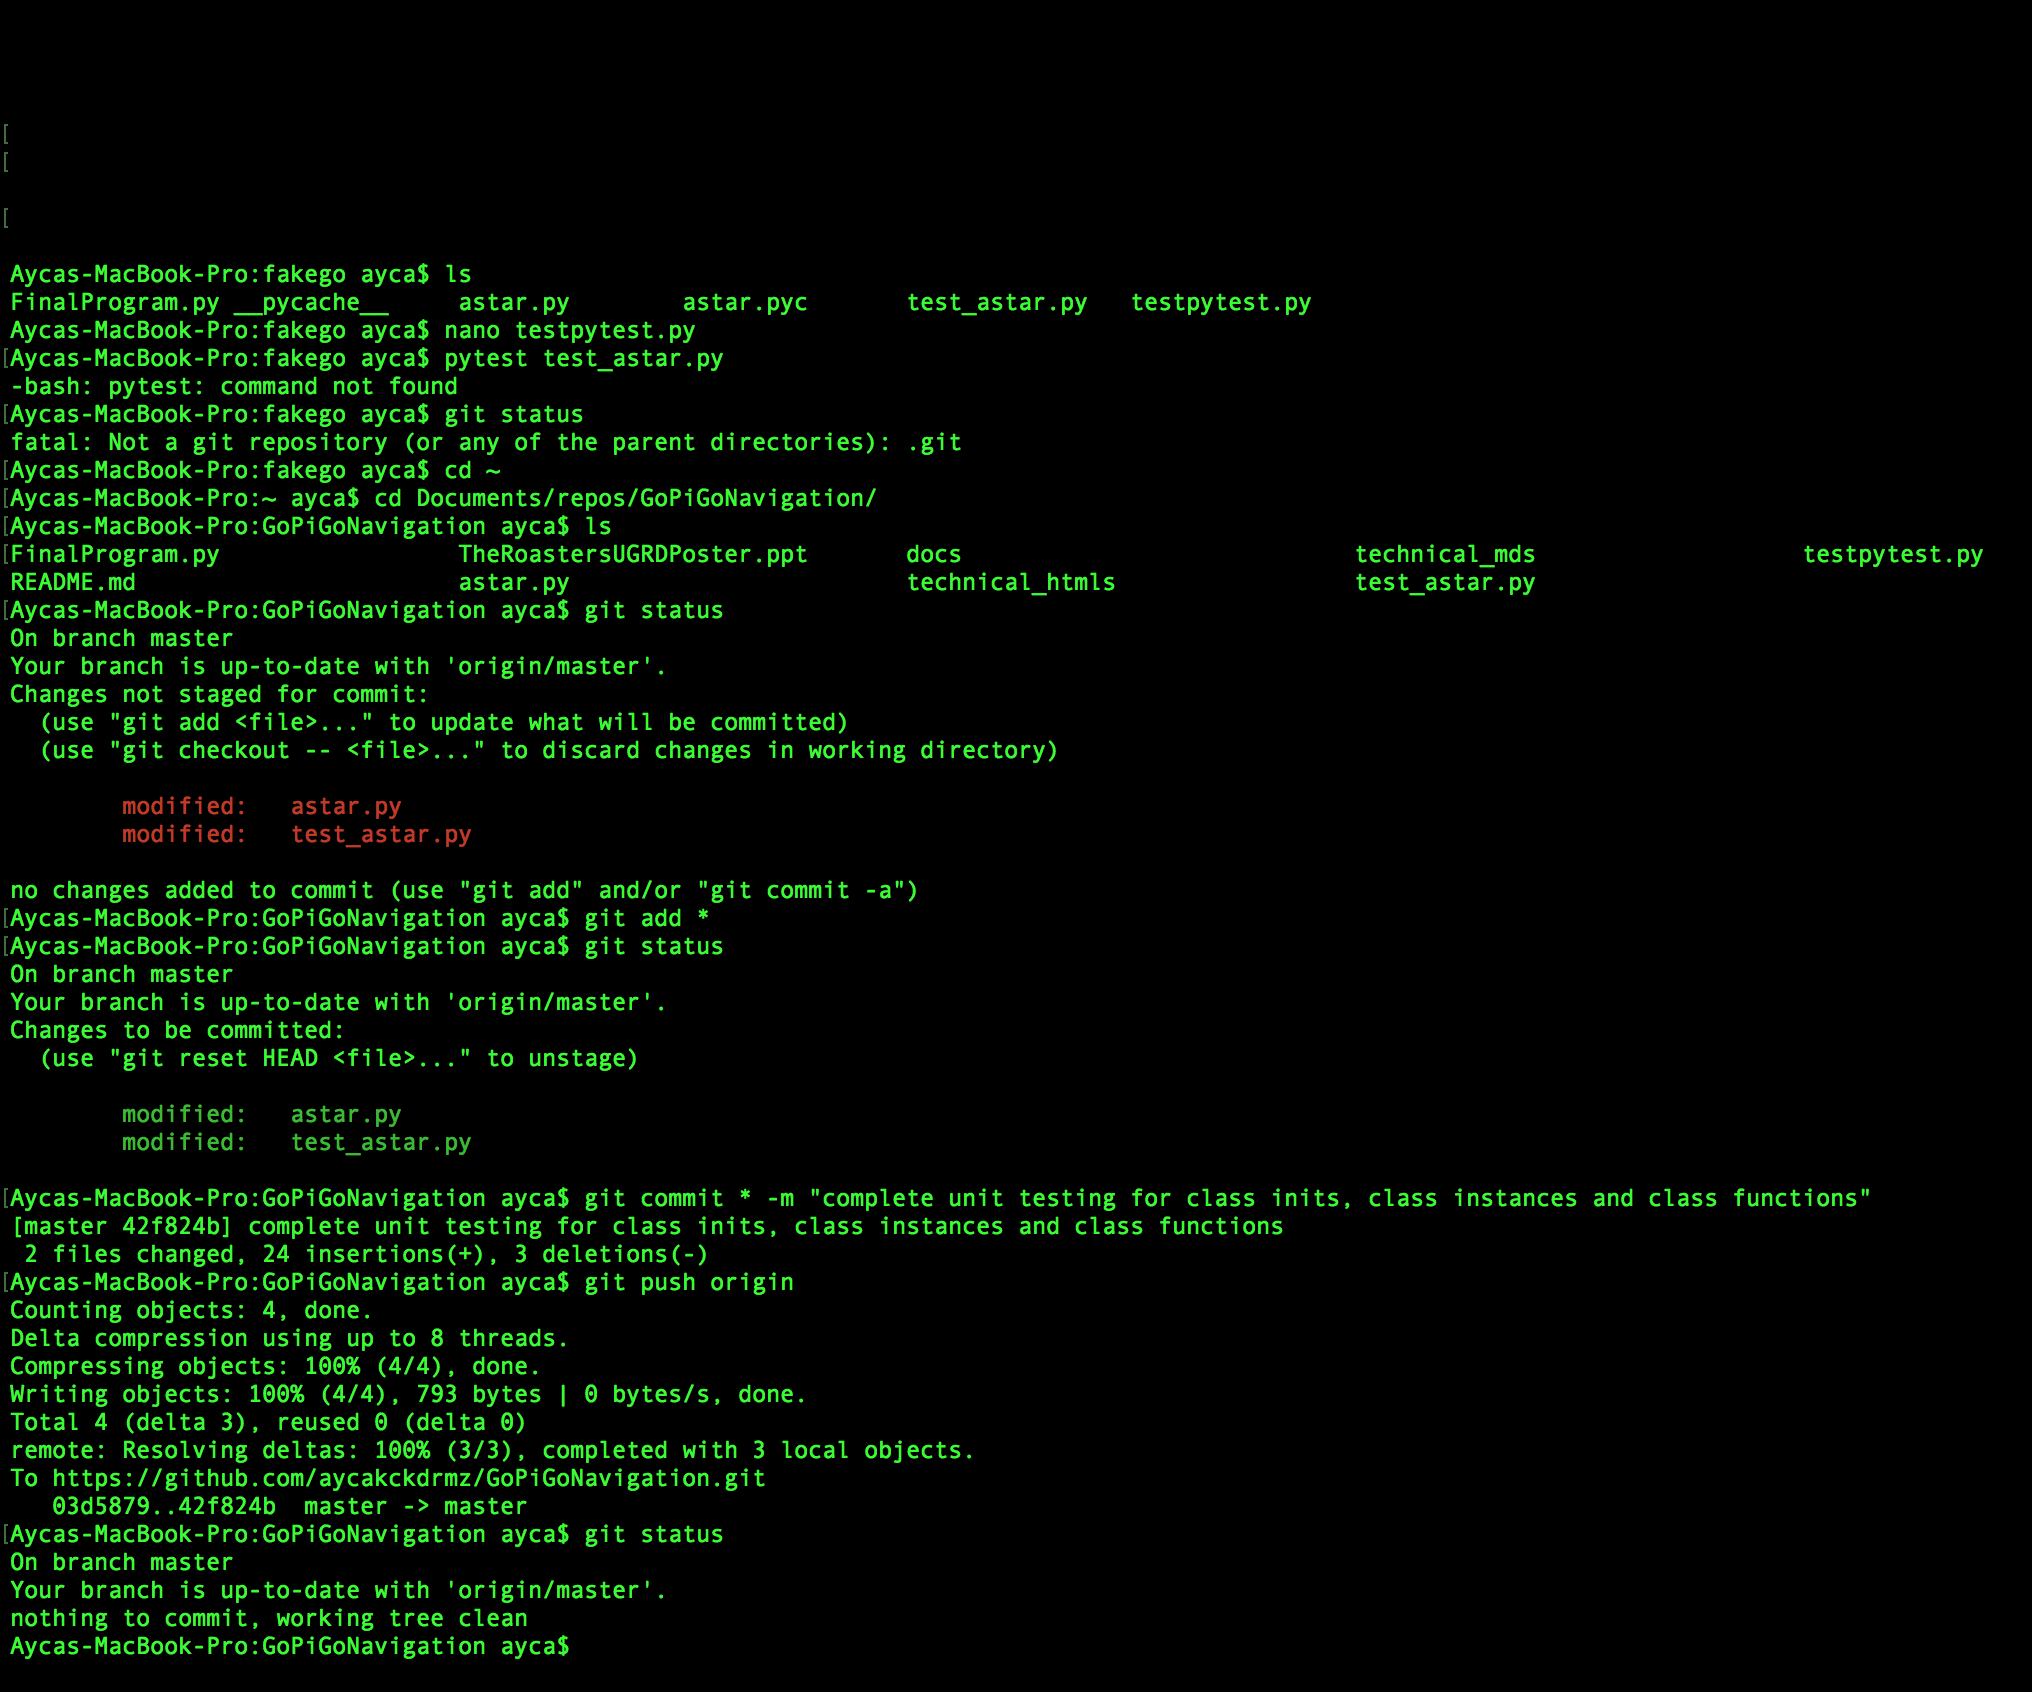 [
[
[
Aycas-MacBook-Pro:fakego ayca$ ls
FinalProgram.py __pycache__     astar.py        astar.pyc       test_astar.py   testpytest.py
Aycas-MacBook-Pro:fakego ayca$ nano testpytest.py
[Aycas-MacBook-Pro:fakego ayca$ pytest test_astar.py
-bash: pytest: command not found
[Aycas-MacBook-Pro:fakego ayca$ git status
fatal: Not a git repository (or any of the parent directories): .git
[Aycas-MacBook-Pro:fakego ayca$ cd ~
[Aycas-MacBook-Pro:~ ayca$ cd Documents/repos/GoPiGoNavigation/
[Aycas-MacBook-Pro:GoPiGoNavigation ayca$ ls
[FinalProgram.py                 TheRoastersUGRDPoster.ppt       docs                            technical_mds                   testpytest.py
README.md                       astar.py                        technical_htmls                 test_astar.py
[Aycas-MacBook-Pro:GoPiGoNavigation ayca$ git status
On branch master
Your branch is up-to-date with 'origin/master'.
Changes not staged for commit:
  (use "git add <file>..." to update what will be committed)
  (use "git checkout -- <file>..." to discard changes in working directory)
        modified:   astar.py
        modified:   test_astar.py
no changes added to commit (use "git add" and/or "git commit -a")
[Aycas-MacBook-Pro:GoPiGoNavigation ayca$ git add *
[Aycas-MacBook-Pro:GoPiGoNavigation ayca$ git status
On branch master
Your branch is up-to-date with 'origin/master'.
Changes to be committed:
  (use "git reset HEAD <file>..." to unstage)
        modified:   astar.py
        modified:   test_astar.py
[Aycas-MacBook-Pro:GoPiGoNavigation ayca$ git commit * -m "complete unit testing for class inits, class instances and class functions"
[master 42f824b] complete unit testing for class inits, class instances and class functions
 2 files changed, 24 insertions(+), 3 deletions(-)
[Aycas-MacBook-Pro:GoPiGoNavigation ayca$ git push origin
Counting objects: 4, done.
Delta compression using up to 8 threads.
Compressing objects: 100% (4/4), done.
Writing objects: 100% (4/4), 793 bytes | 0 bytes/s, done.
Total 4 (delta 3), reused 0 (delta 0)
remote: Resolving deltas: 100% (3/3), completed with 3 local objects.
To https://github.com/aycakckdrmz/GoPiGoNavigation.git
   03d5879..42f824b  master -> master
[Aycas-MacBook-Pro:GoPiGoNavigation ayca$ git status
On branch master
Your branch is up-to-date with 'origin/master'.
nothing to commit, working tree clean
Aycas-MacBook-Pro:GoPiGoNavigation ayca$